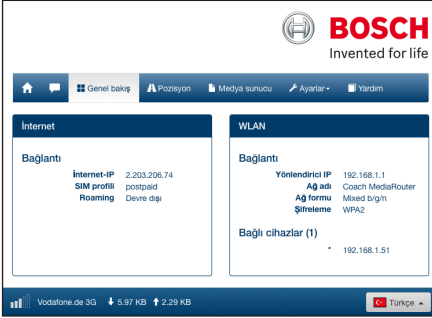 BOSCH
Invented for life
Genel bakış
Pozisyon
Medya sunucu
Ayarlar
Yardım
İnternet
Bağlantı
İnternet-IP 2.203.206.74
SIM profili postpaid
Roaming Devre dışı
WLAN
Bağlantı
Yönlendirici IP 192.168.1.1
Ağ adı Coach MediaRouter
Ağ formu Mixed b/g/n
Şifreleme WPA2
Bağlı cihazlar (1)
* 192.168.1.51
Vodafone.de 3G 5.97 KB 2.29 KB
Türkçe